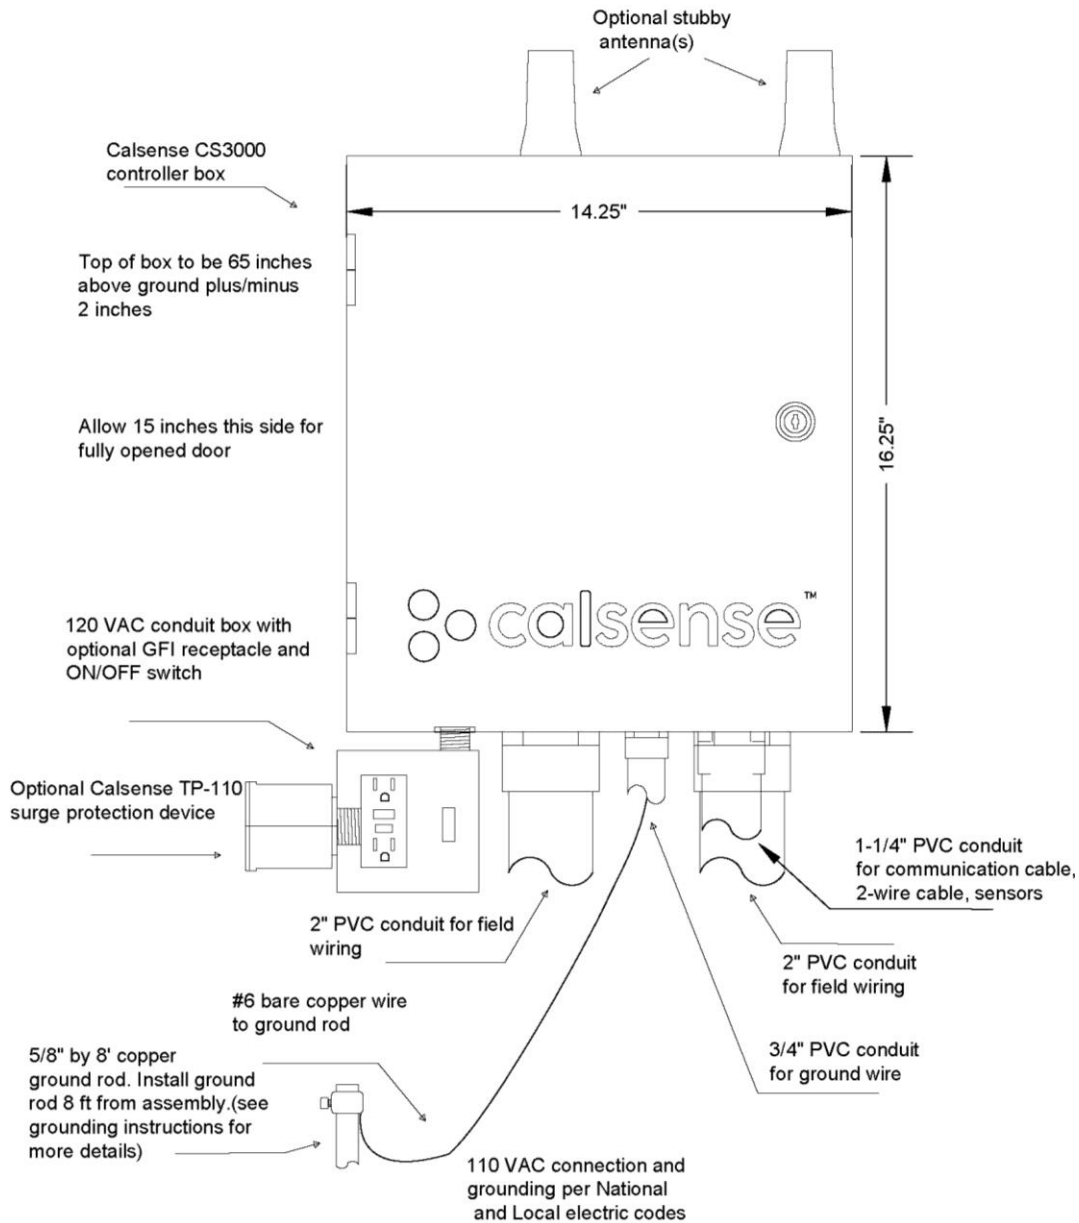 Optional stubby
antenna(s)
Calsense CS3000
controller box
14.25"
Top of box to be 65 inches
above ground plus/minus
2 inches
Allow 15 inches this side for
fully opened door
16.25"
calsense™
120 VAC conduit box with
optional GFI receptacle and
ON/OFF switch
Optional Calsense TP-110
surge protection device
1-1/4" PVC conduit
for communication cable,
2-wire cable, sensors
2" PVC conduit for field
wiring
2" PVC conduit
for field wiring
#6 bare copper wire
to ground rod
3/4" PVC conduit
for ground wire
5/8" by 8' copper
ground rod. Install ground
rod 8 ft from assembly.(see
grounding instructions for
more details)
110 VAC connection and
grounding per National
and Local electric codes